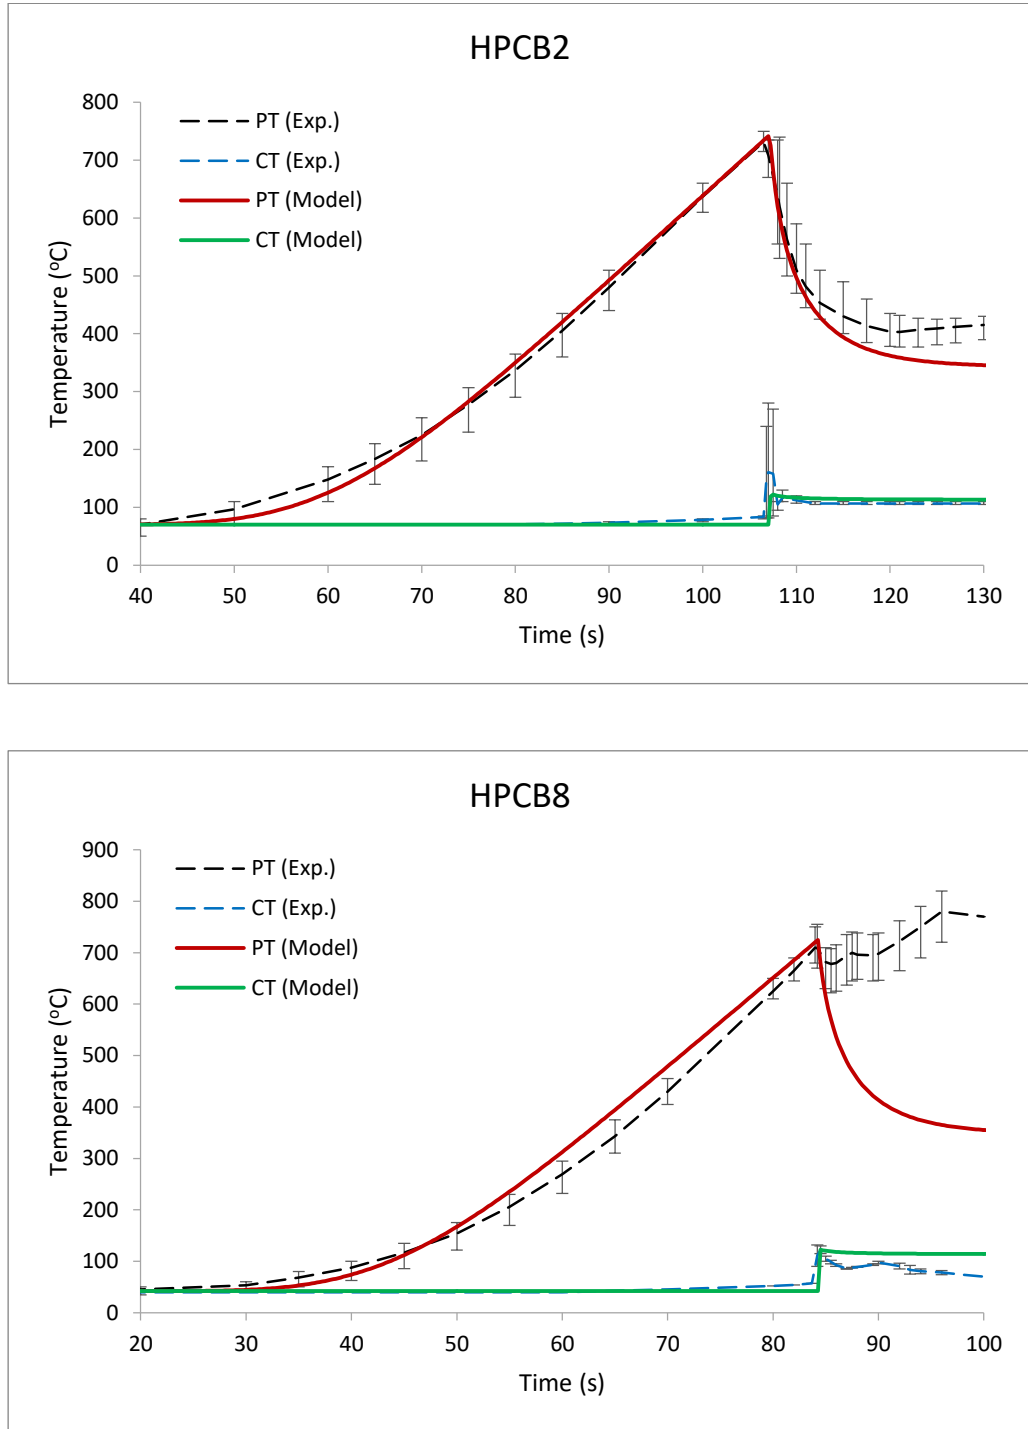 HPCB2
800
700
600
500
400
300
200
100
0
Temperature (ºC)
PT (Exp.)
CT (Exp.)
PT (Model)
CT (Model)
40 50 60 70 80 90 100 110 120 130
Time (s)
HPCB8
900
800
700
600
500
400
300
200
100
0
Temperature (ºC)
PT (Exp.)
CT (Exp.)
PT (Model)
CT (Model)
20 30 40 50 60 70 80 90 100
Time (s)